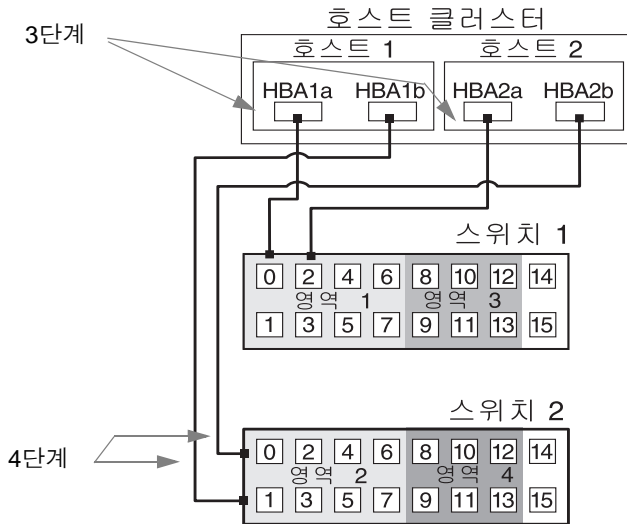 호스트 클러스터
3단계
호스트 1 호스트 2
HBA1a HBA1b HBA2a HBA2b
스위치 1
0 2 4 6 8 10 12 14
영역 1 영역 3
1 3 5 7 9 11 13 15
스위치 2
0 2 4 6 8 10 12 14
4단계
영역 2 영역 4
1 3 5 7 9 11 13 15